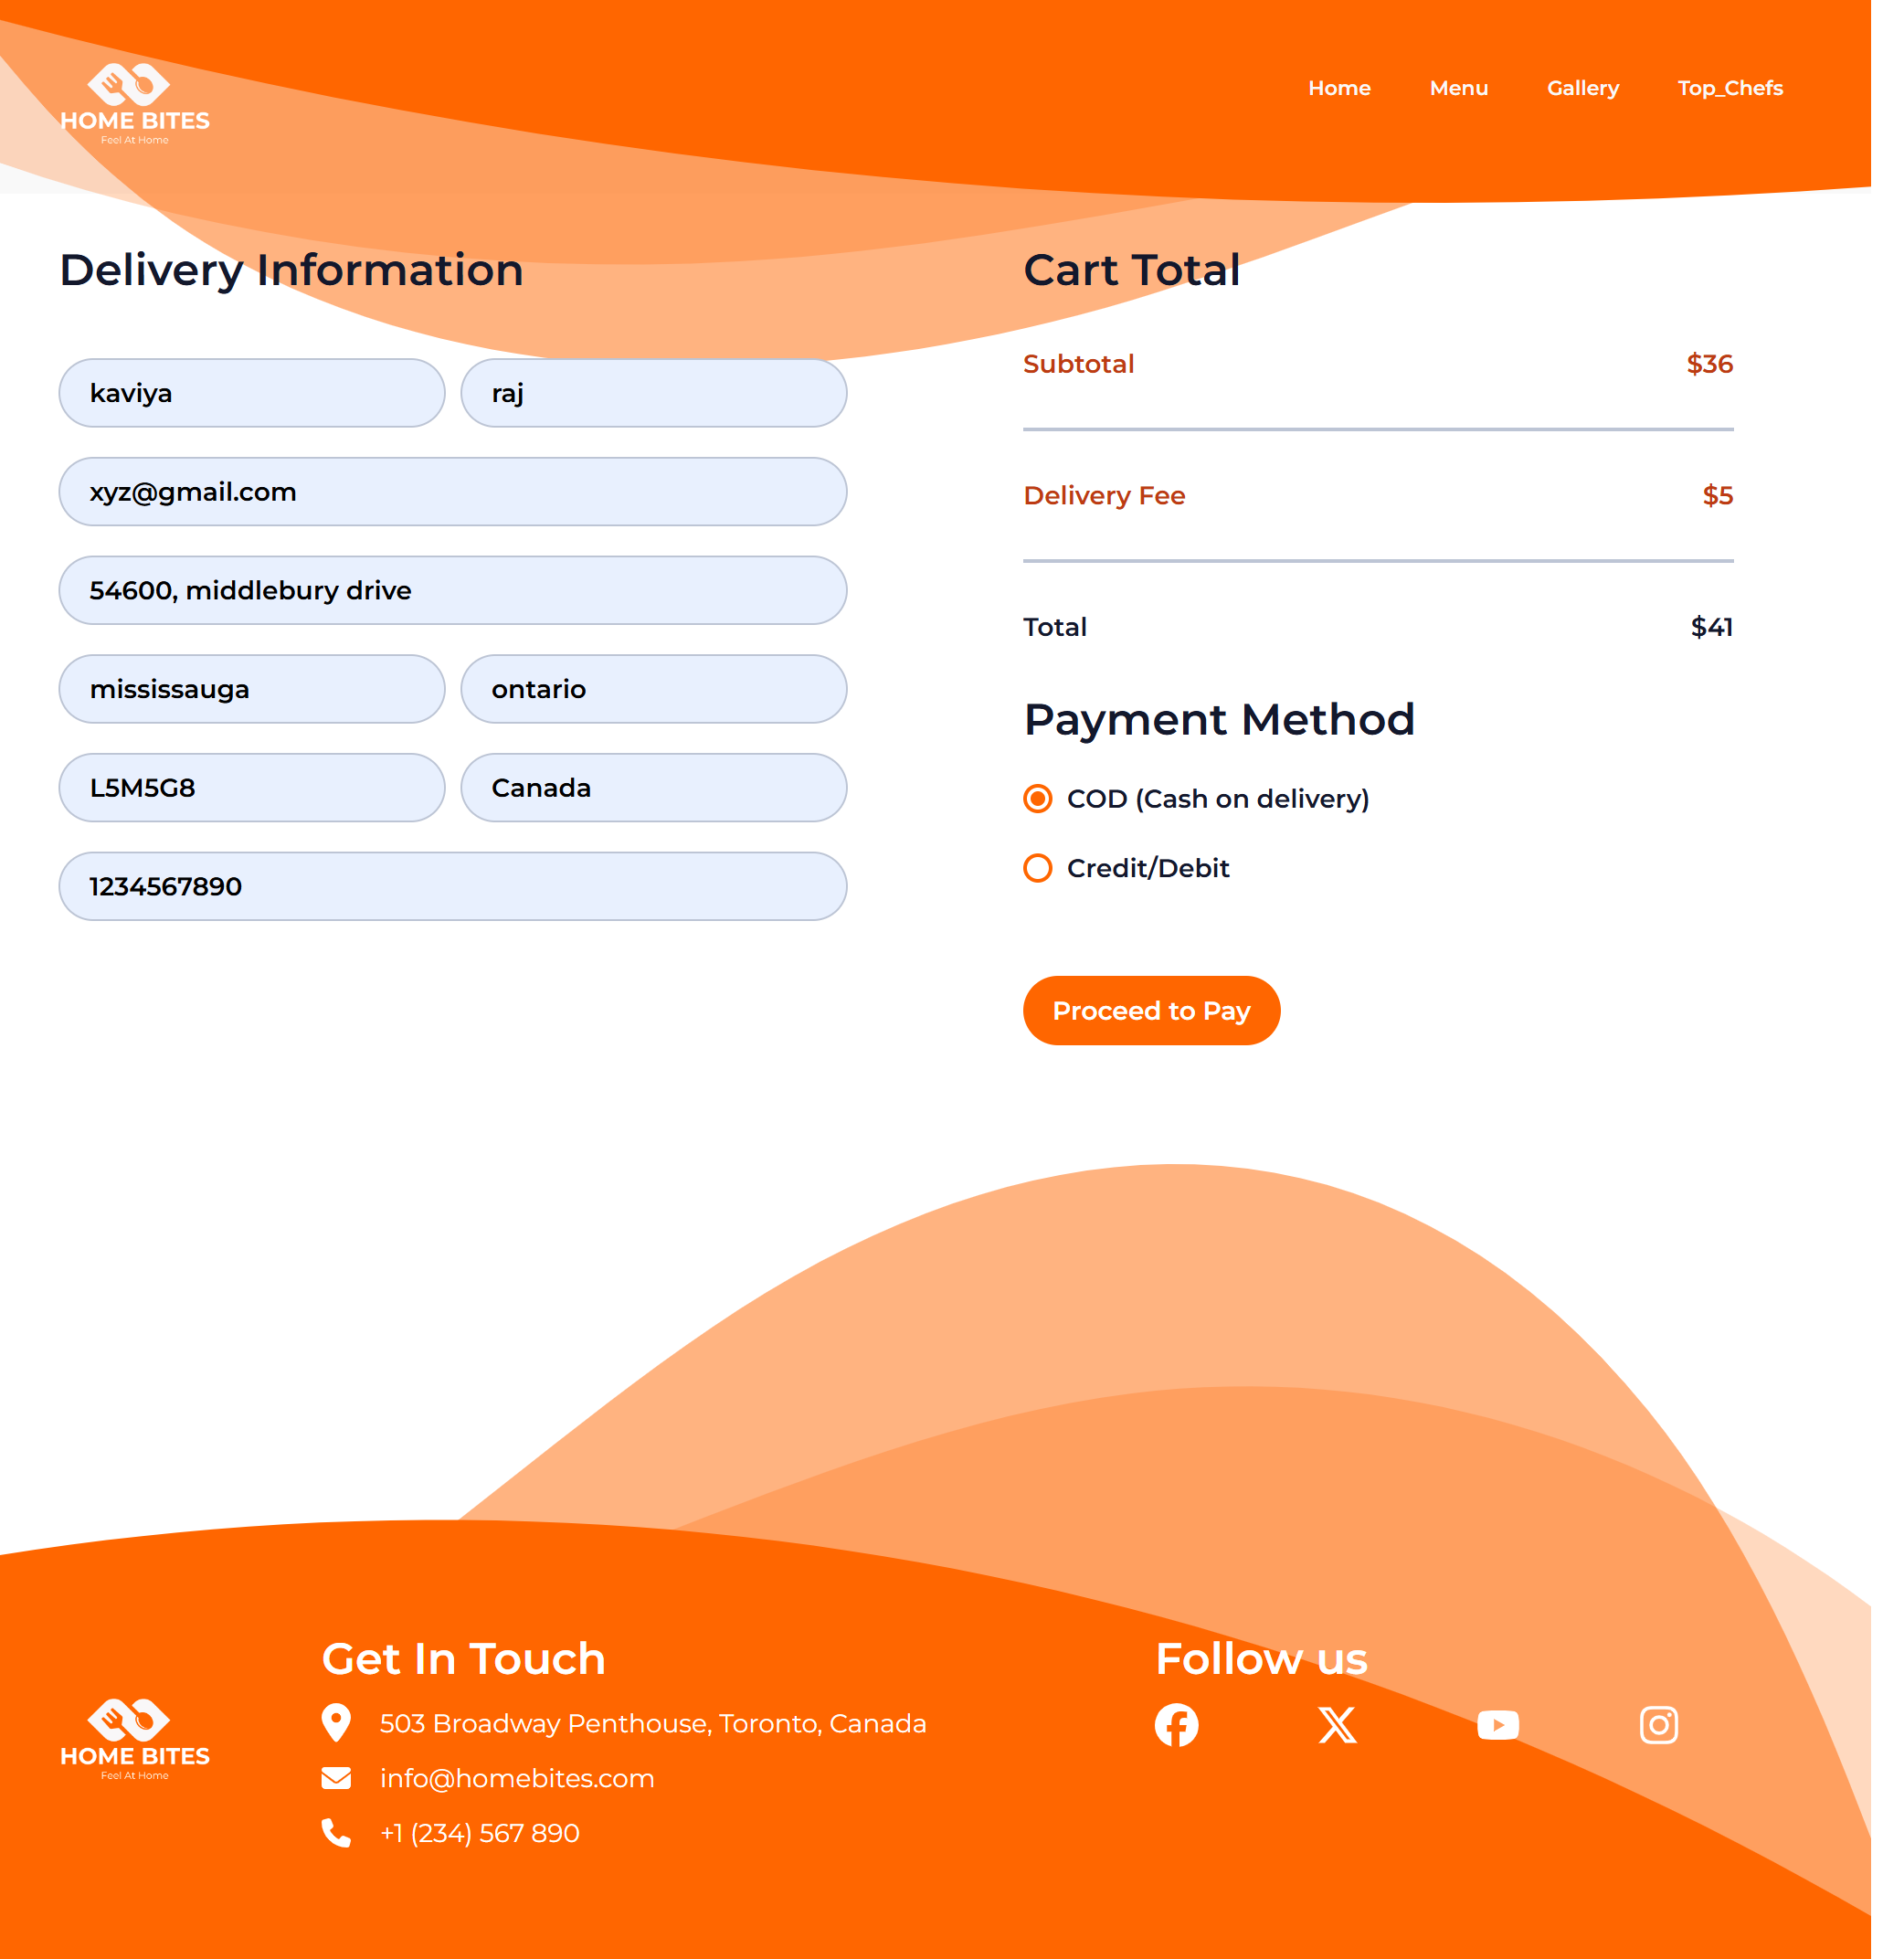 HOME BITES
Feel At Home
Home Menu Gallery Top_Chefs
Delivery Information
kaviya raj
xyz@gmail.com
54600, middlebury drive
mississauga ontario
L5M5G8 Canada
1234567890
Cart Total
Subtotal $36
Delivery Fee $5
Total $41
Payment Method
COD (Cash on delivery)
Credit/Debit
Proceed to Pay
HOME BITES
Feel At Home
Get In Touch
503 Broadway Penthouse, Toronto, Canada
info@homebites.com
+1 (234) 567 890
Follow us